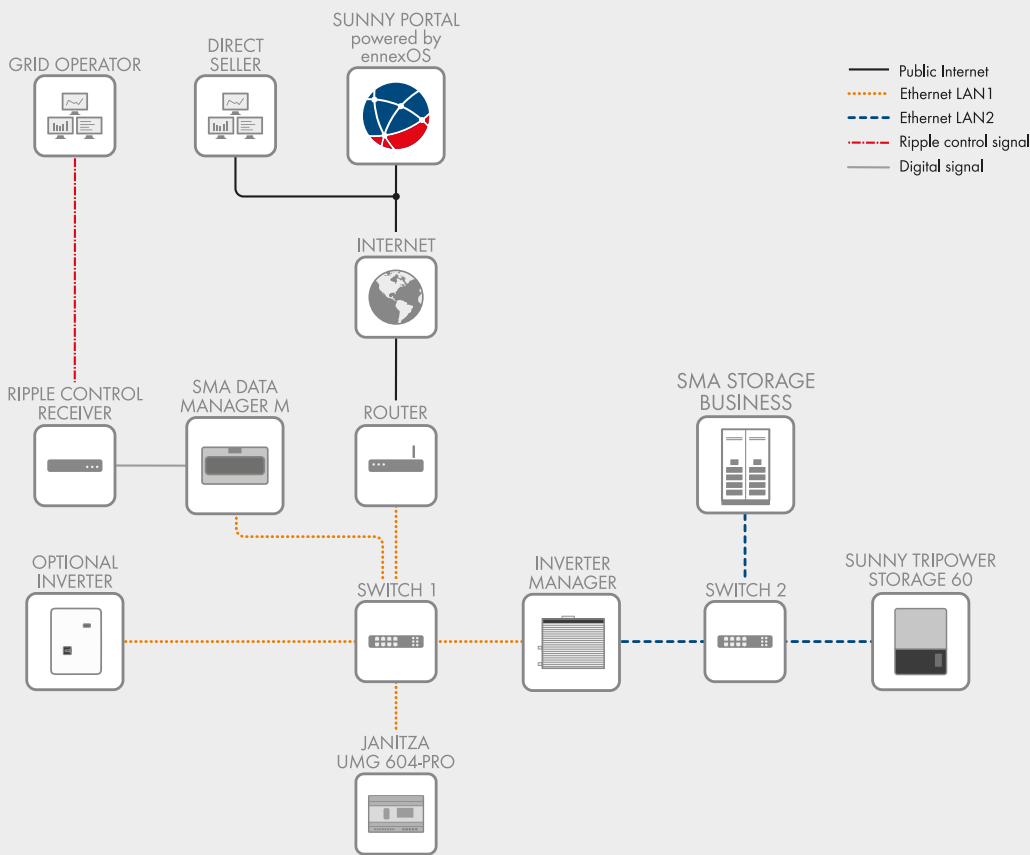 SUNNY PORTAL
powered by
ennexOS
DIRECT
SELLER
GRID OPERATOR
Public Internet
Ethernet LAN1
Ethernet LAN2
Ripple control signal
Digital signal
INTERNET
RIPPLE CONTROL
RECEIVER
SMA DATA
MANAGER M
ROUTER
SMA STORAGE
BUSINESS
OPTIONAL
INVERTER
SWITCH 1
INVERTER
MANAGER
SWITCH 2
SUNNY TRIPOWER
STORAGE 60
JANITZA
UMG 604-PRO